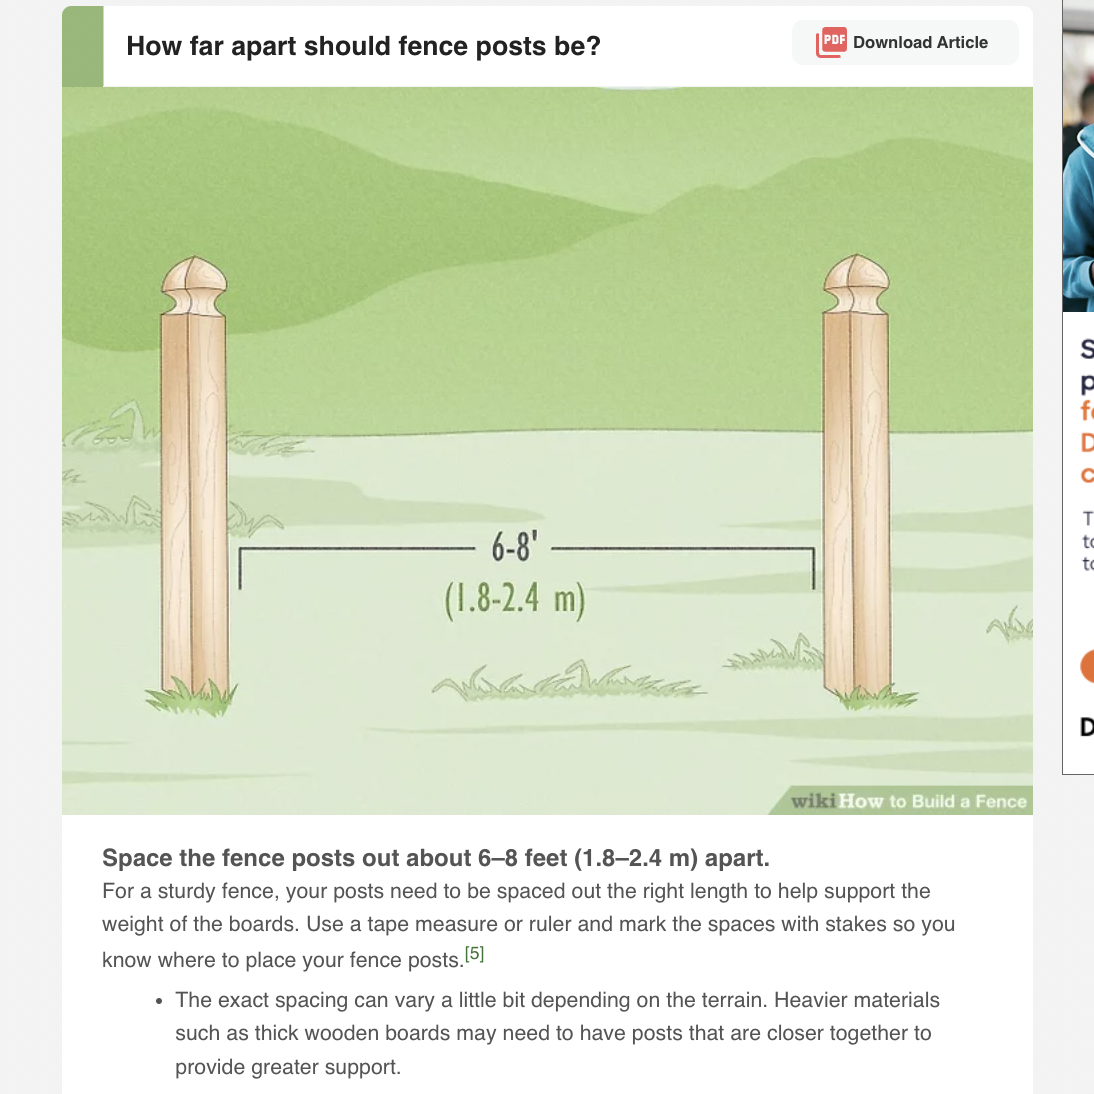 How far apart should fence posts be?
PDF Download Article
6-8'
(1.8-2.4 m)
wikiHow to Build a Fence
Space the fence posts out about 6–8 feet (1.8–2.4 m) apart.
For a sturdy fence, your posts need to be spaced out the right length to help support the
weight of the boards. Use a tape measure or ruler and mark the spaces with stakes so you
know where to place your fence posts.[5]
• The exact spacing can vary a little bit depending on the terrain. Heavier materials
such as thick wooden boards may need to have posts that are closer together to
provide greater support.